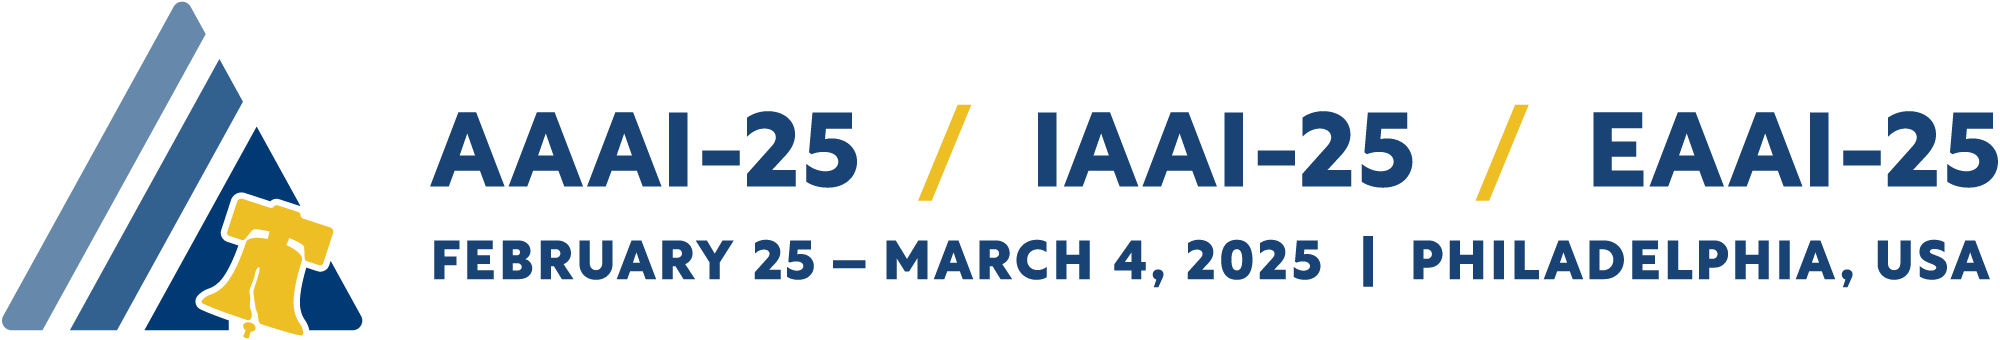 AAAI-25 / IAAI-25 / EAAI-25
FEBRUARY 25 – MARCH 4, 2025 | PHILADELPHIA, USA